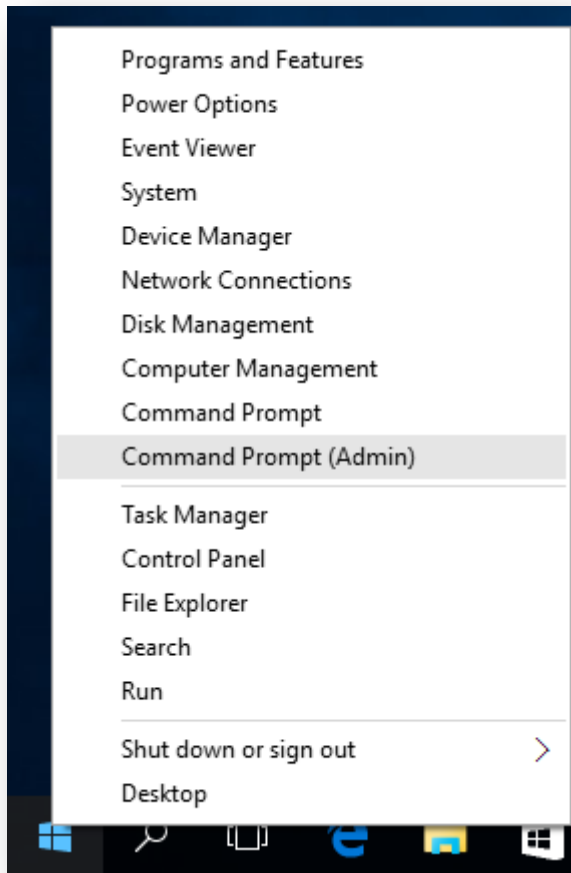 Programs and Features
Power Options
Event Viewer
System
Device Manager
Network Connections
Disk Management
Computer Management
Command Prompt
Command Prompt (Admin)
Task Manager
Control Panel
File Explorer
Search
Run
Shut down or sign out
Desktop